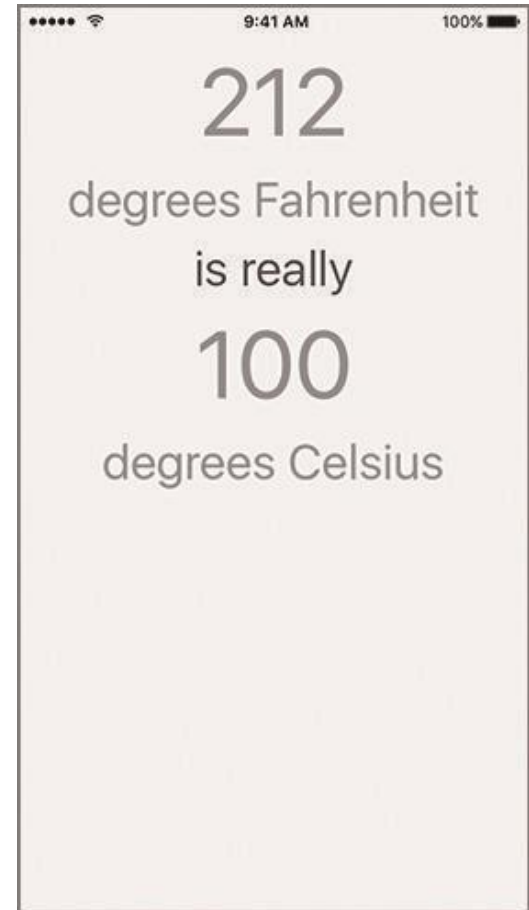 9:41 AM 100%
212
degrees Fahrenheit
is really
100
degrees Celsius